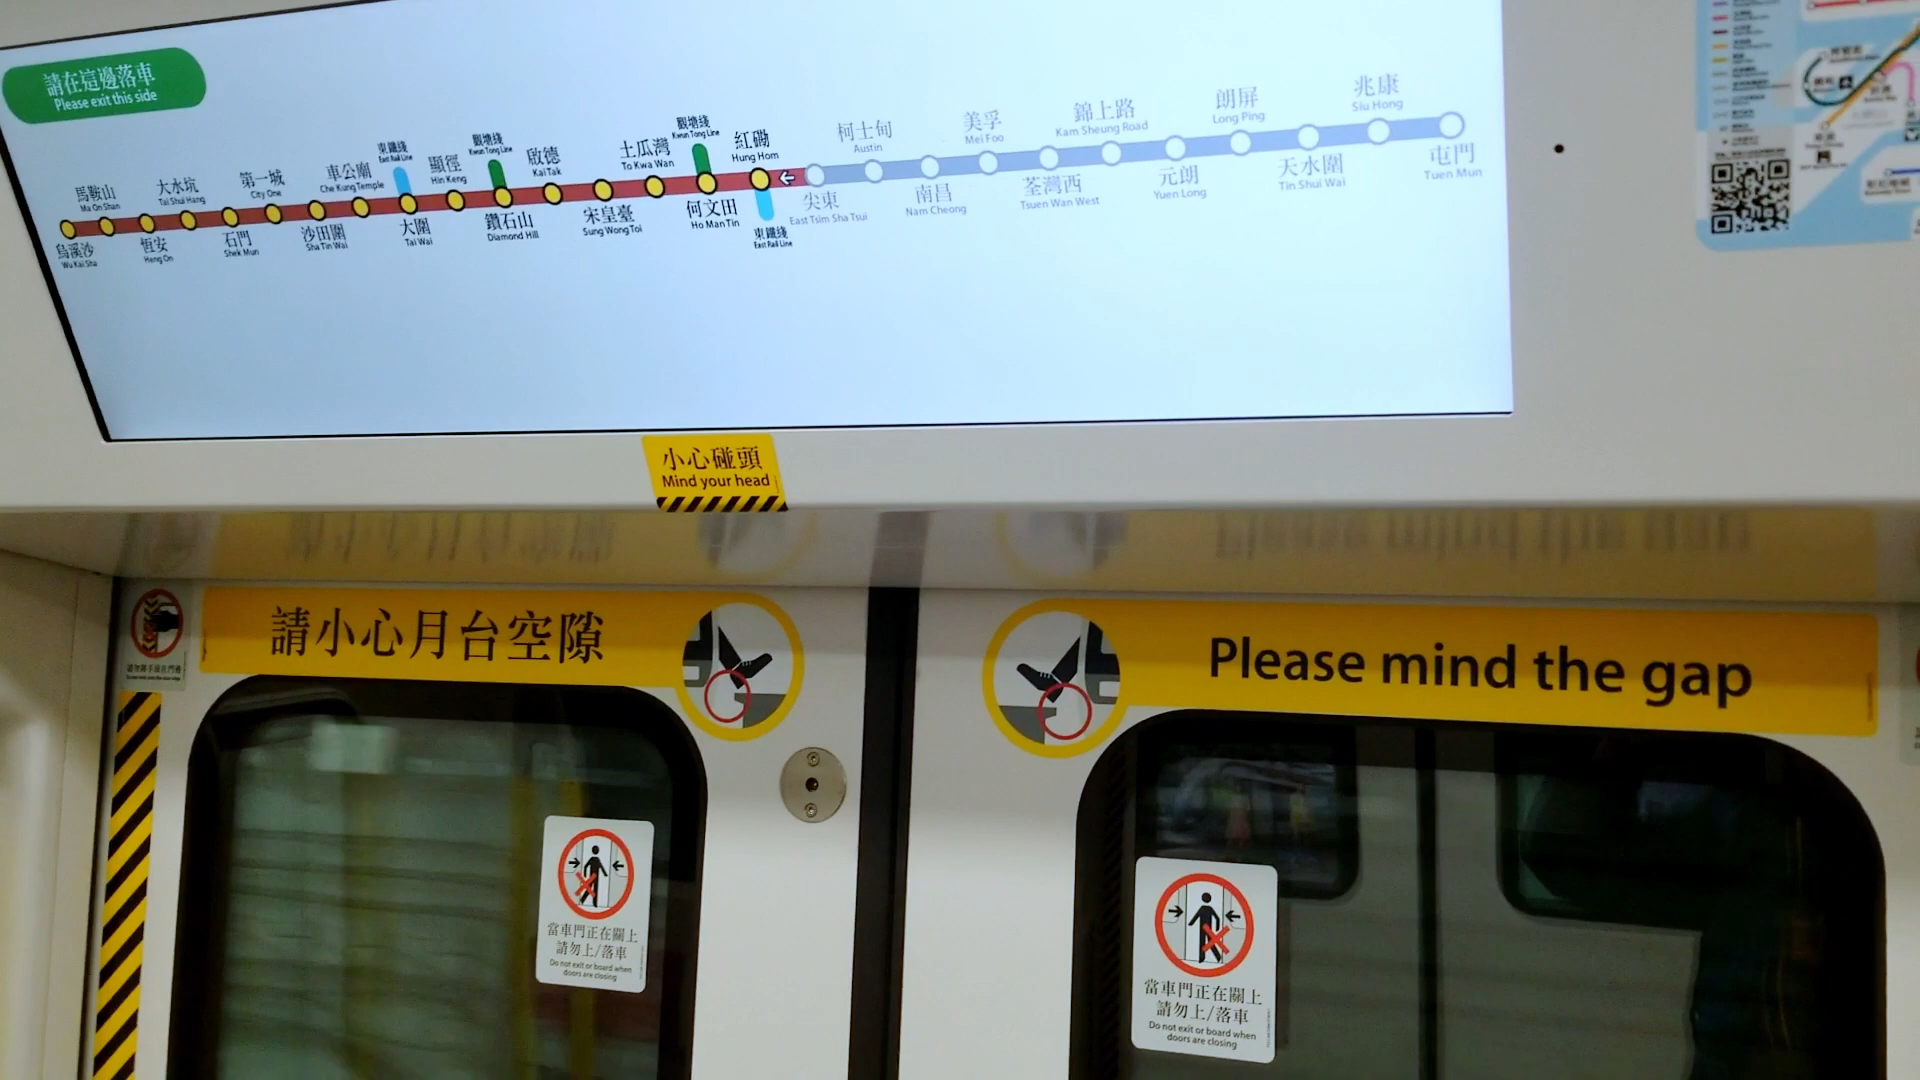 請在這邊落車
Please exit this side
烏溪沙
Wu Kai Sha
馬鞍山
Ma On Shan
恆安
Heng On
大水坑
Tai Shui Hang
石門
Shek Mun
第一城
City One
沙田圍
Sha Tin Wai
車公廟
Che Kung Temple
東鐵綫
East Rail Line
大圍
Tai Wai
顯徑
Hin Keng
觀塘綫
Kwun Tong Line
鑽石山
Diamond Hill
啟德
Kai Tak
宋皇臺
Sung Wong Toi
土瓜灣
To Kwa Wan
觀塘綫
Kwun Tong Line
何文田
Ho Man Tin
紅磡
Hung Hom
東鐵綫
East Rail Line
尖東
East Tsim Sha Tsui
柯士甸
Austin
南昌
Nam Cheong
美孚
Mei Foo
荃灣西
Tsuen Wan West
錦上路
Kam Sheung Road
元朗
Yuen Long
朗屏
Long Ping
天水圍
Tin Shui Wai
兆康
Siu Hong
屯門
Tuen Mun
小心碰頭
Mind your head
請小心月台空隙
Please mind the gap
當車門正在關上
請勿上/落車
Do not exit or board when
doors are closing
當車門正在關上
請勿上/落車
Do not exit or board when
doors are closing